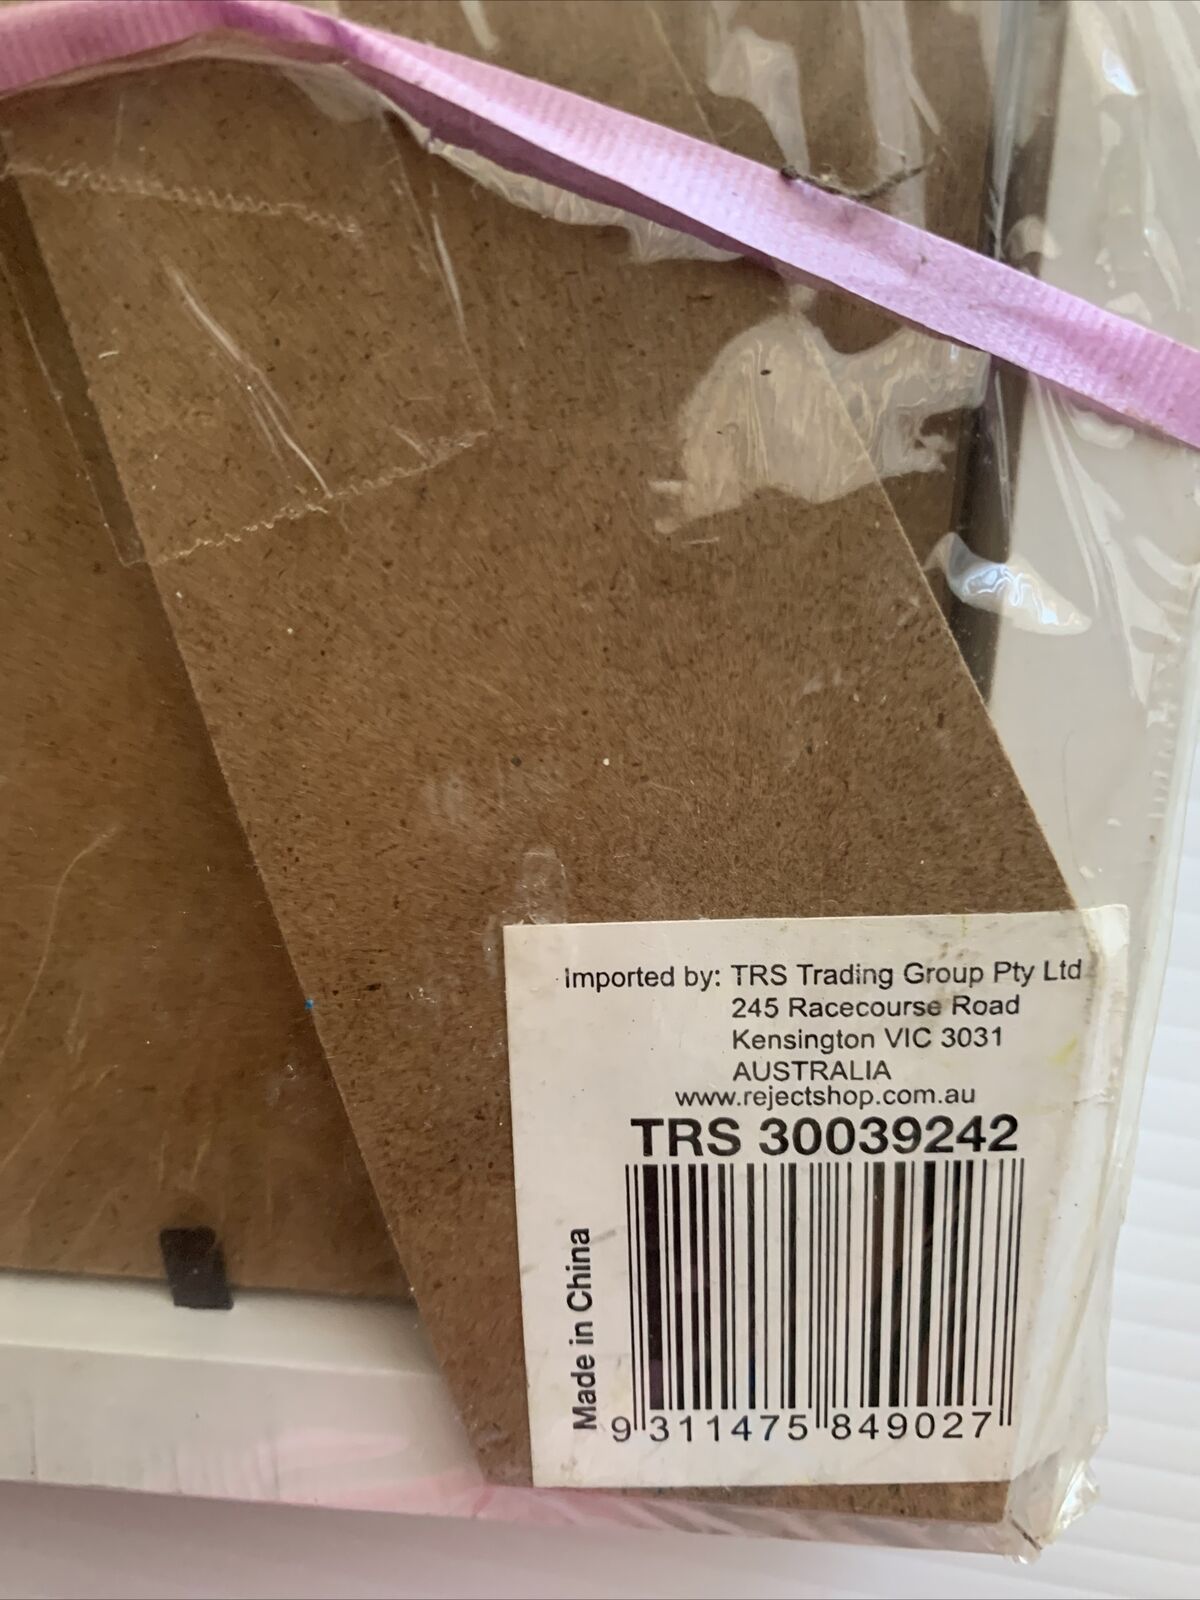 Imported by: TRS Trading Group Pty Ltd
245 Racecourse Road
Kensington VIC 3031
AUSTRALIA
www.rejectshop.com.au
TRS 30039242
Made in China
9 311475 849027